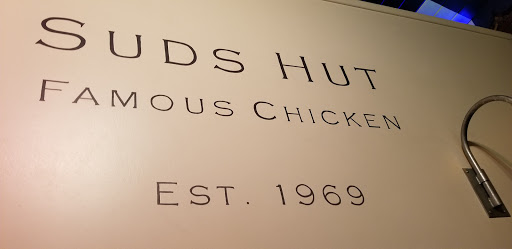 SUDS HUT
FAMOUS CHICKEN
EST. 1969